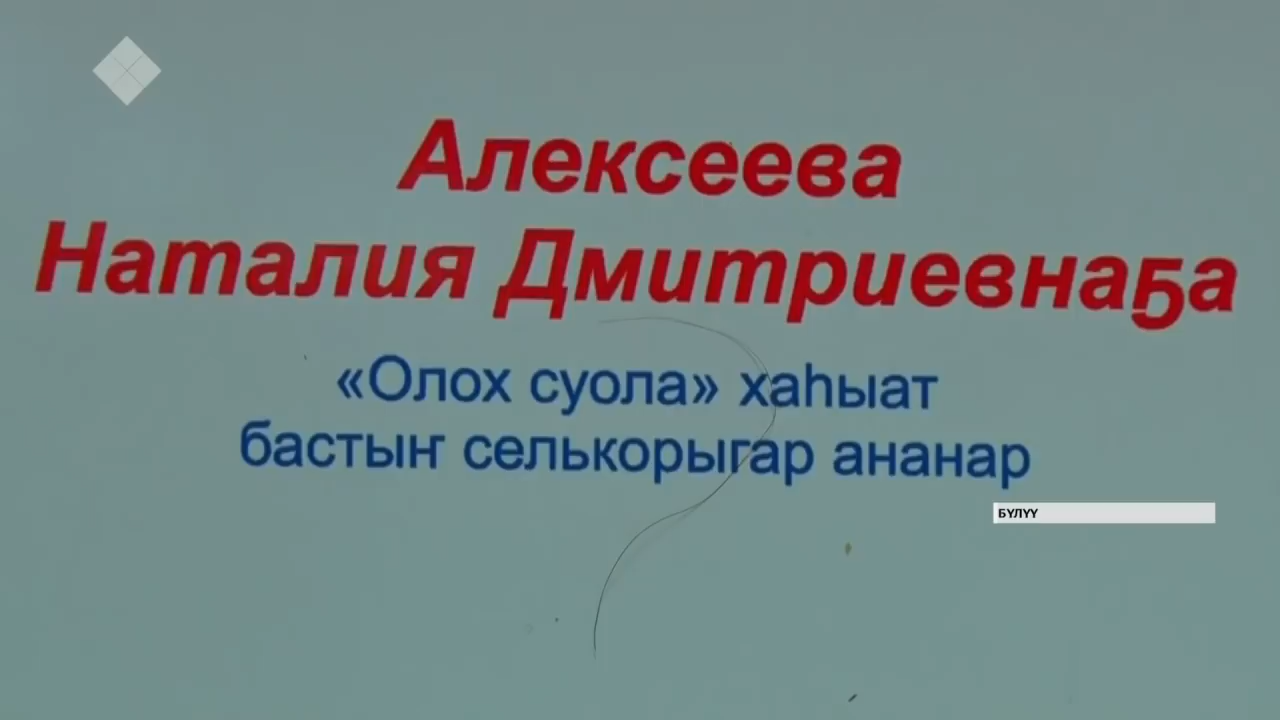 Алексеева
Наталия Дмитриевнаҕа
«Олох суола» хаһыат
бастыҥ селькорыгар ананар
БҮЛҮҮ